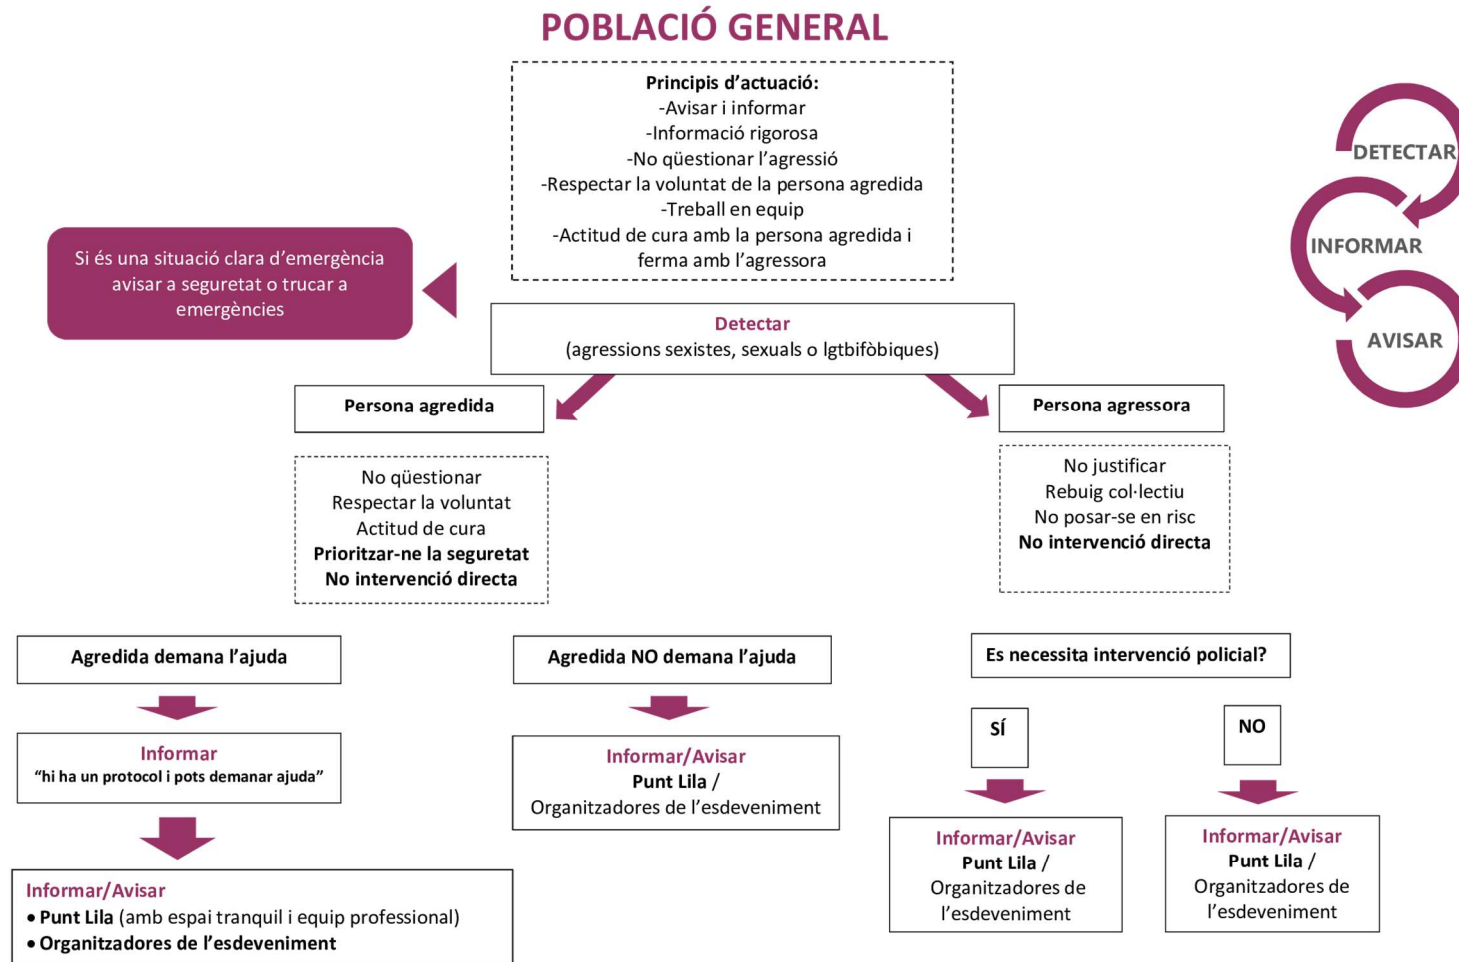 POBLACIÓ GENERAL
Principis d’actuació:
-Avisar i informar
-Informació rigorosa
-No qüestionar l’agressió
-Respectar la voluntat de la persona agredida
-Treball en equip
-Actitud de cura amb la persona agredida i
ferma amb l’agressora
DETECTAR
INFORMAR
AVISAR
Si és una situació clara d’emergència
avisar a seguretat o trucar a
emergències
Detectar
(agressions sexistes, sexuals o lgtbifòbiques)
Persona agredida
No qüestionar
Respectar la voluntat
Actitud de cura
Prioritzar-ne la seguretat
No intervenció directa
Persona agressora
No justificar
Rebuig col·lectiu
No posar-se en risc
No intervenció directa
Agredida demana l’ajuda
Informar
“hi ha un protocol i pots demanar ajuda”
Informar/Avisar
• Punt Lila (amb espai tranquil i equip professional)
• Organitzadores de l’esdeveniment
Agredida NO demana l’ajuda
Informar/Avisar
Punt Lila /
Organitzadores de l’esdeveniment
Es necessita intervenció policial?
SÍ
Informar/Avisar
Punt Lila /
Organitzadores de
l’esdeveniment
NO
Informar/Avisar
Punt Lila /
Organitzadores de
l’esdeveniment